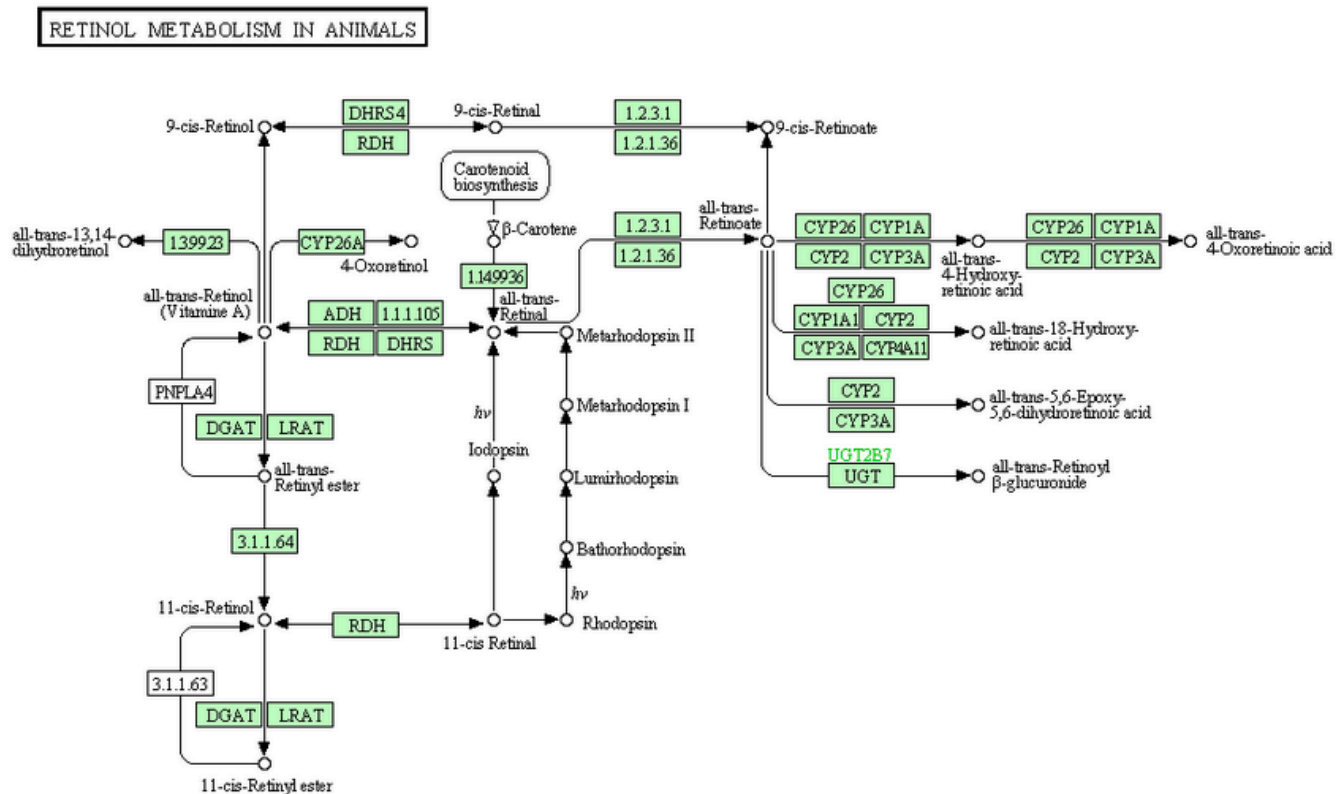 RETINOL METABOLISM IN ANIMALS
9-cis-Retinol
DHRS4
RDH
9-cis-Retinal
1.2.3.1
1.2.1.36
9-cis-Retinoate
Carotenoid
biosynthesis
β-Carotene
1.149936
all-trans-
Retinal
all-trans-13,14-
dihydroretinol
139923
CYP26A
4-Oxoretinol
1.2.3.1
1.2.1.36
all-trans-
Retinoate
CYP26
CYP1A
CYP2
CYP3A
all-trans-
4-Hydroxy-
retinoic acid
CYP26
CYP1A
CYP2
CYP3A
all-trans-
4-Oxoretinoic acid
all-trans-Retinol
(Vitamine A)
ADH
1.1.1.105
RDH
DHRS
Metarhodopsin II
CYP26
CYP1A1
CYP2
CYP3A
CYP4A11
all-trans-18-Hydroxy-
retinoic acid
PNPLA4
DGAT
LRAT
hν
Metarhodopsin I
CYP2
CYP3A
all-trans-5,6-Epoxy-
5,6-dihydroretinoic acid
all-trans-
Retinyl ester
Iodopsin
Lumirhodopsin
UGT2B7
UGT
all-trans-Retinoyl
β-glucuronide
3.1.1.64
Bathorhodopsin
hν
11-cis-Retinol
RDH
11-cis Retinal
Rhodopsin
3.1.1.63
DGAT
LRAT
11-cis-Retinyl ester